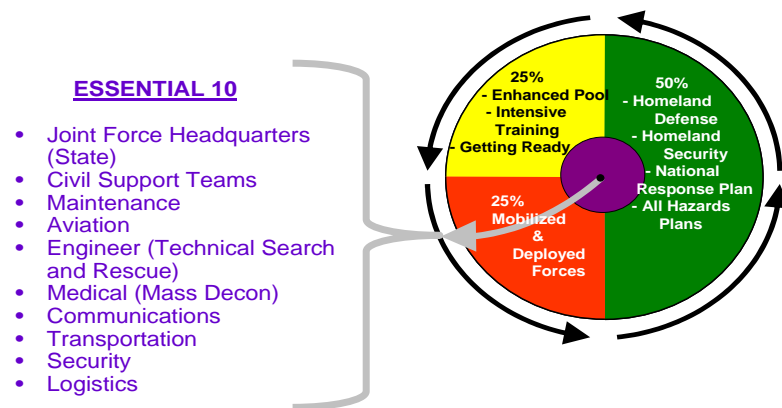 ESSENTIAL 10
• Joint Force Headquarters
(State)
• Civil Support Teams
• Maintenance
• Aviation
• Engineer (Technical Search
and Rescue)
• Medical (Mass Decon)
• Communications
• Transportation
• Security
• Logistics
25%
- Enhanced Pool
- Intensive
Training
- Getting Ready
50%
- Homeland
Defense
- Homeland
Security
- National
Response Plan
- All Hazards
Plans
25%
Mobilized
&
Deployed
Forces